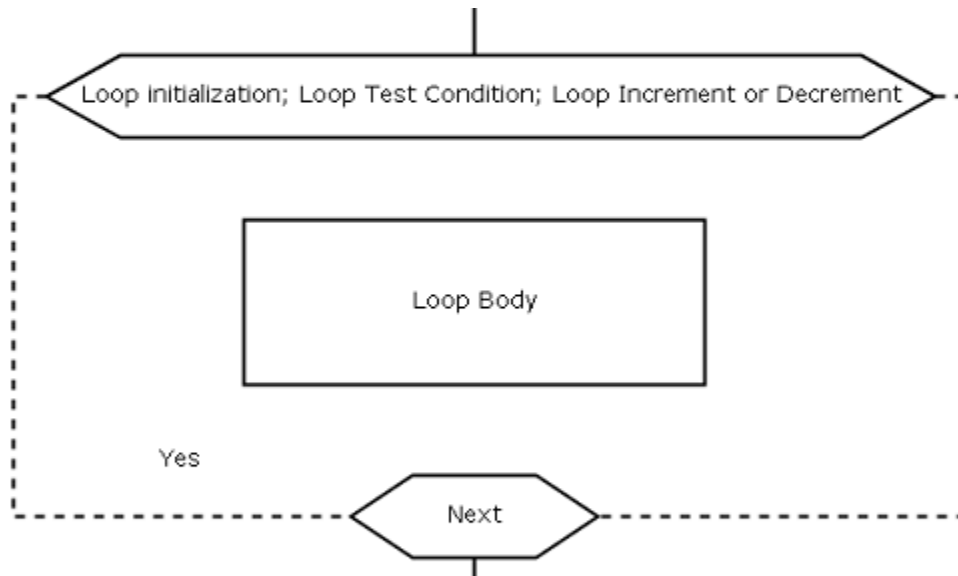 Loop initialization; Loop Test Condition; Loop Increment or Decrement
Loop Body
Yes
Next